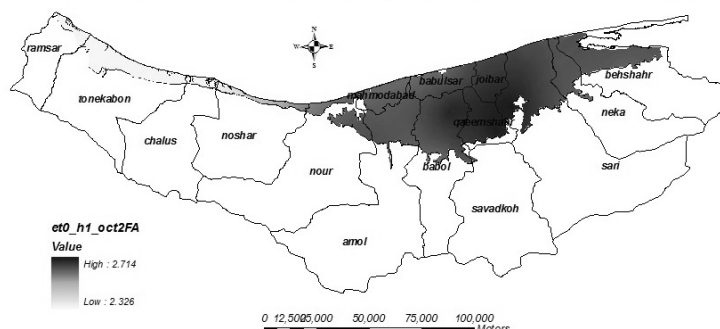 N
W E
S
ramsar
tonekabon
chalus
noshar
nour
amol
mahmodabad
babulsar
joibar
qaeemshahr
babol
savadkoh
behshahr
neka
sari
et0_h1_oct2FA
Value
High : 2.714
Low : 2.326
0 12,500 25,000 50,000 75,000 100,000
Meters